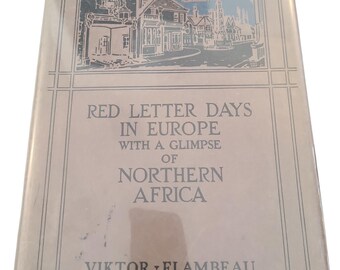 RED LETTER DAYS
IN EUROPE
WITH A GLIMPSE
OF
NORTHERN
AFRICA
VIKTOR FLAMBEAU